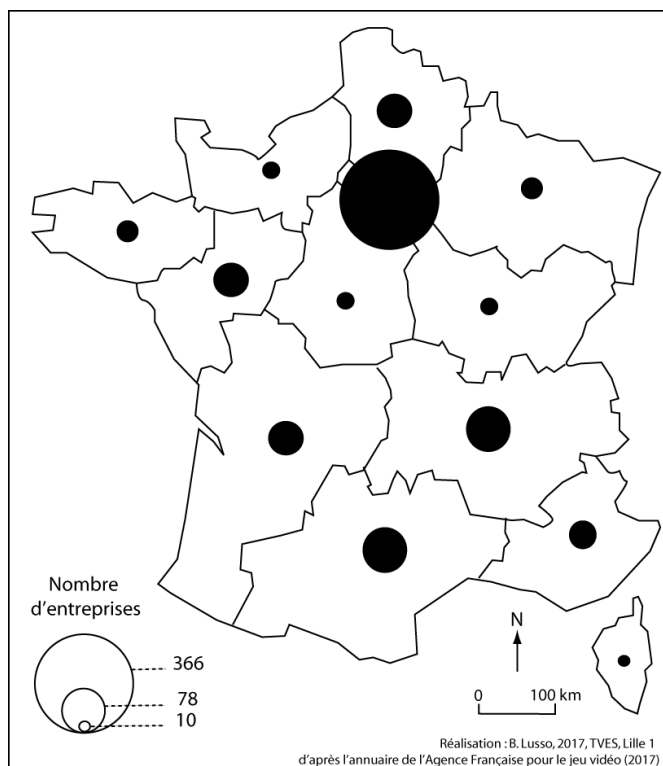 Nombre
d'entreprises
366
78
10
N
0 100 km
Réalisation : B. Lusso, 2017, TVES, Lille 1
d'après l'annuaire de l'Agence Française pour le jeu vidéo (2017)